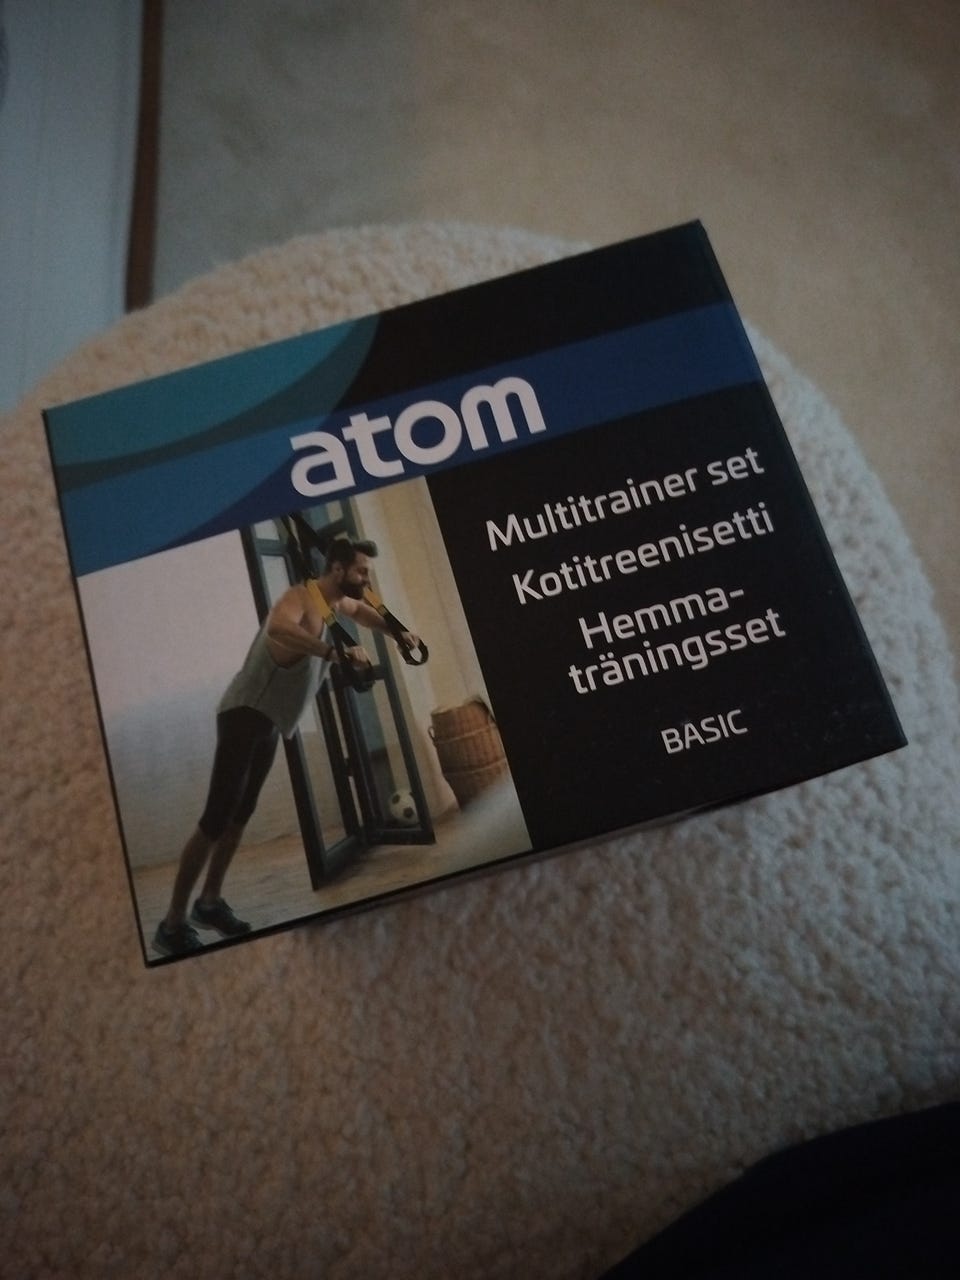 atom
Multitrainer set
Kotitreenisetti
Hemma-
träningsset
BASIC